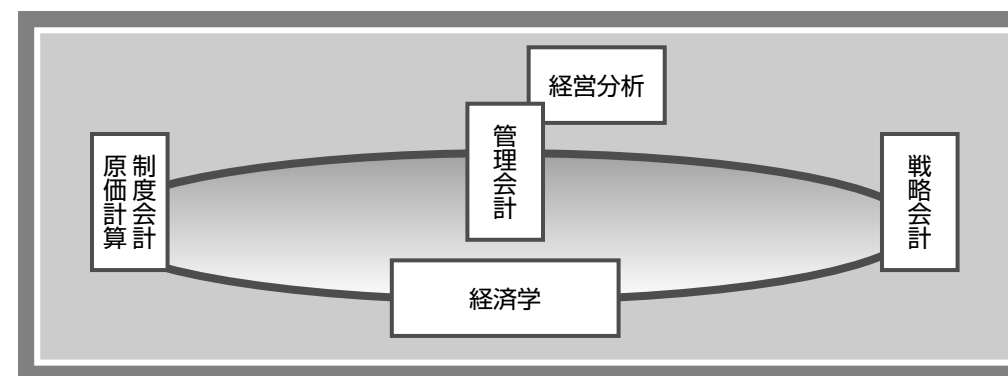 経営分析
管理会計
制度会計
原価計算
戦略会計
経済学